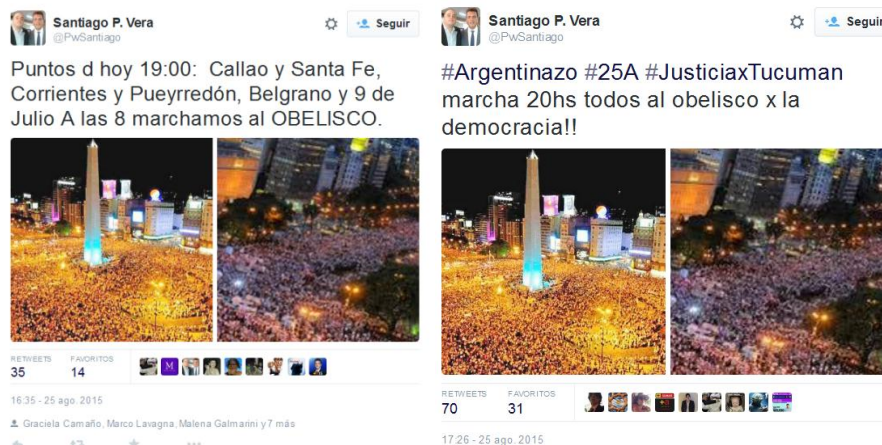 Santiago P. Vera
@PwSantiago
Seguir
Puntos d hoy 19:00: Callao y Santa Fe,
Corrientes y Pueyrredón, Belgrano y 9 de
Julio A las 8 marchamos al OBELISCO.
RETWEETS FAVORITOS
35 14
16:35 - 25 ago. 2015
Graciela Camaño, Marco Lavagna, Malena Galmarini y 7 más
Santiago P. Vera
@PwSantiago
Seguir
#Argentinazo #25A #JusticiaxTucuman
marcha 20hs todos al obelisco x la
democracia!!
RETWEETS FAVORITOS
70 31
17:26 - 25 ago. 2015